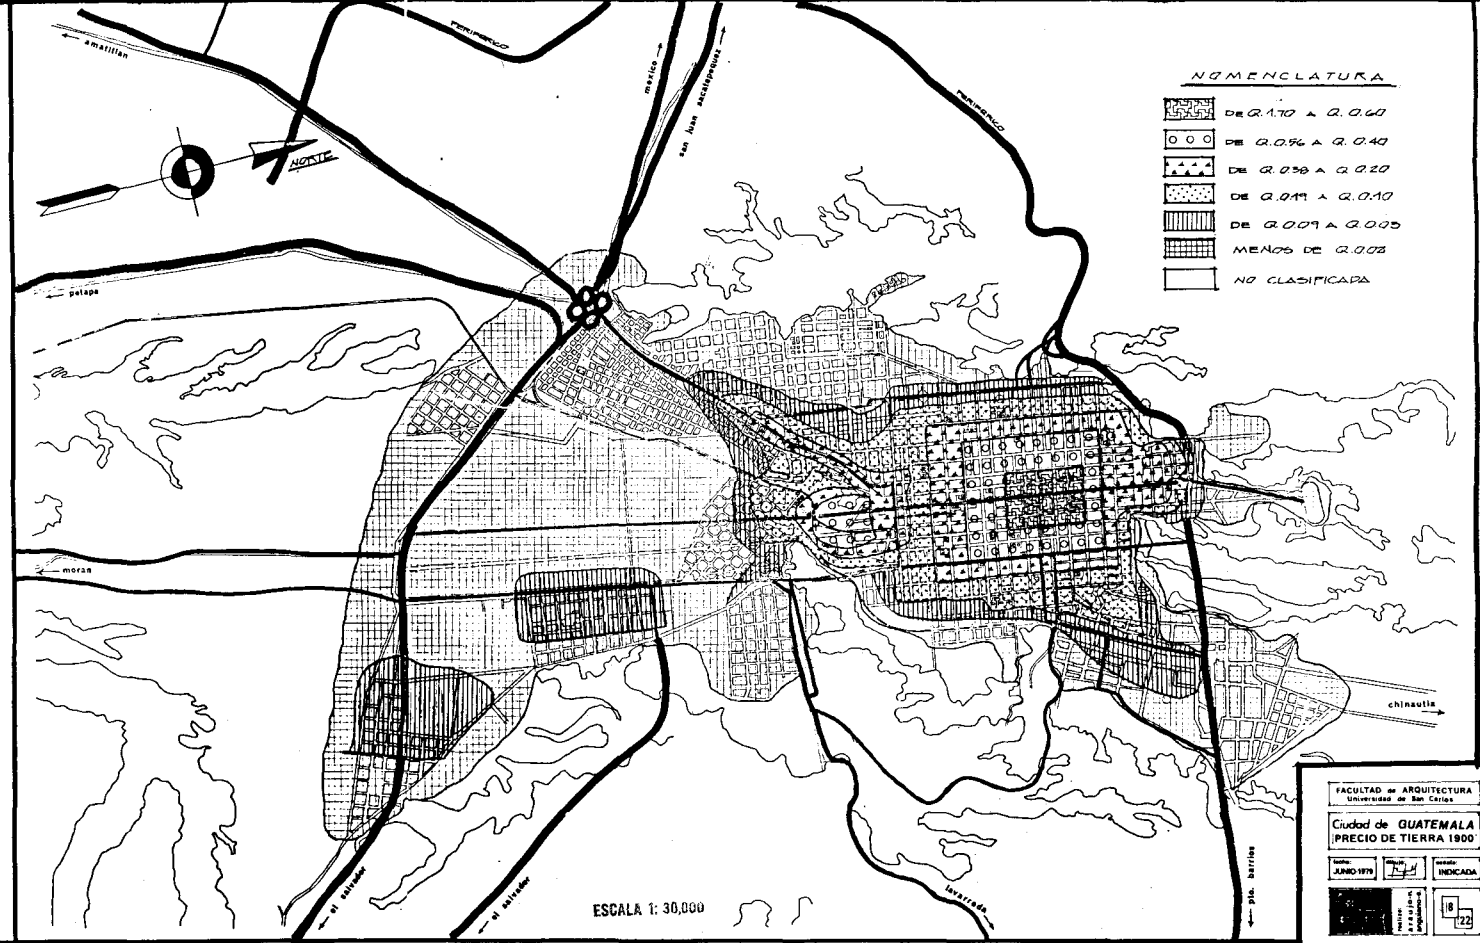 amatitlan
PERIFERICO
mexico
san juan sacatepequez
PERIFERICO
NORTE
petapa
NOMENCLATURA
DE Q.1.70 A Q.0.60
DE Q.0.56 A Q.0.40
DE Q.0.38 A Q.0.20
DE Q.0.19 A Q.0.10
DE Q.0.09 A Q.0.03
MENOS DE Q.0.02
NO CLASIFICADA
moran
chinautla
el salvador
el salvador
ESCALA 1: 30,000
lavarreda
pto. barrios
FACULTAD de ARQUITECTURA
Universidad de San Carlos
Ciudad de GUATEMALA
PRECIO DE TIERRA 1900
fecha:
JUNIO-1979
dibujo:
escala:
INDICADA
18
22